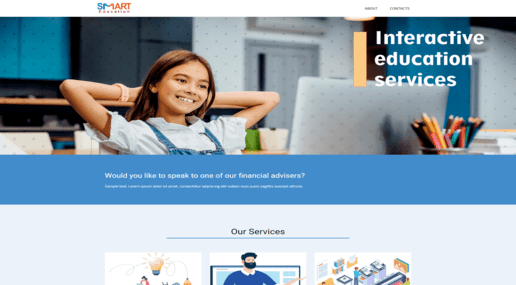 SMART
Education
ABOUT
CONTACTS
Interactive
education
services
Would you like to speak to one of our financial advisers?
Sample text. Lorem ipsum dolor sit amet, consectetur adipiscing elit nullam nunc justo sagittis suscipit ultrices.
Our Services